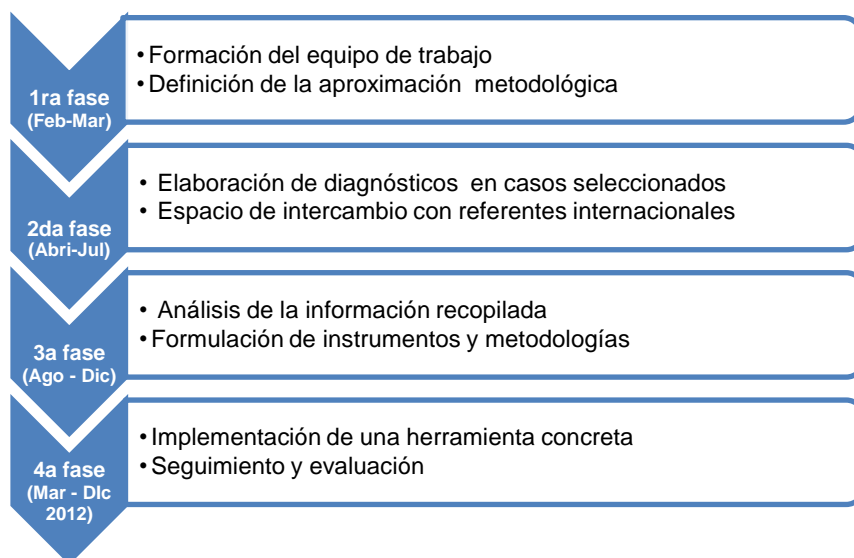 • Formación del equipo de trabajo
• Definición de la aproximación metodológica
1ra fase
(Feb-Mar)
• Elaboración de diagnósticos en casos seleccionados
• Espacio de intercambio con referentes internacionales
2da fase
(Abri-Jul)
• Análisis de la información recopilada
• Formulación de instrumentos y metodologías
3a fase
(Ago - Dic)
• Implementación de una herramienta concreta
• Seguimiento y evaluación
4a fase
(Mar - DIc
2012)